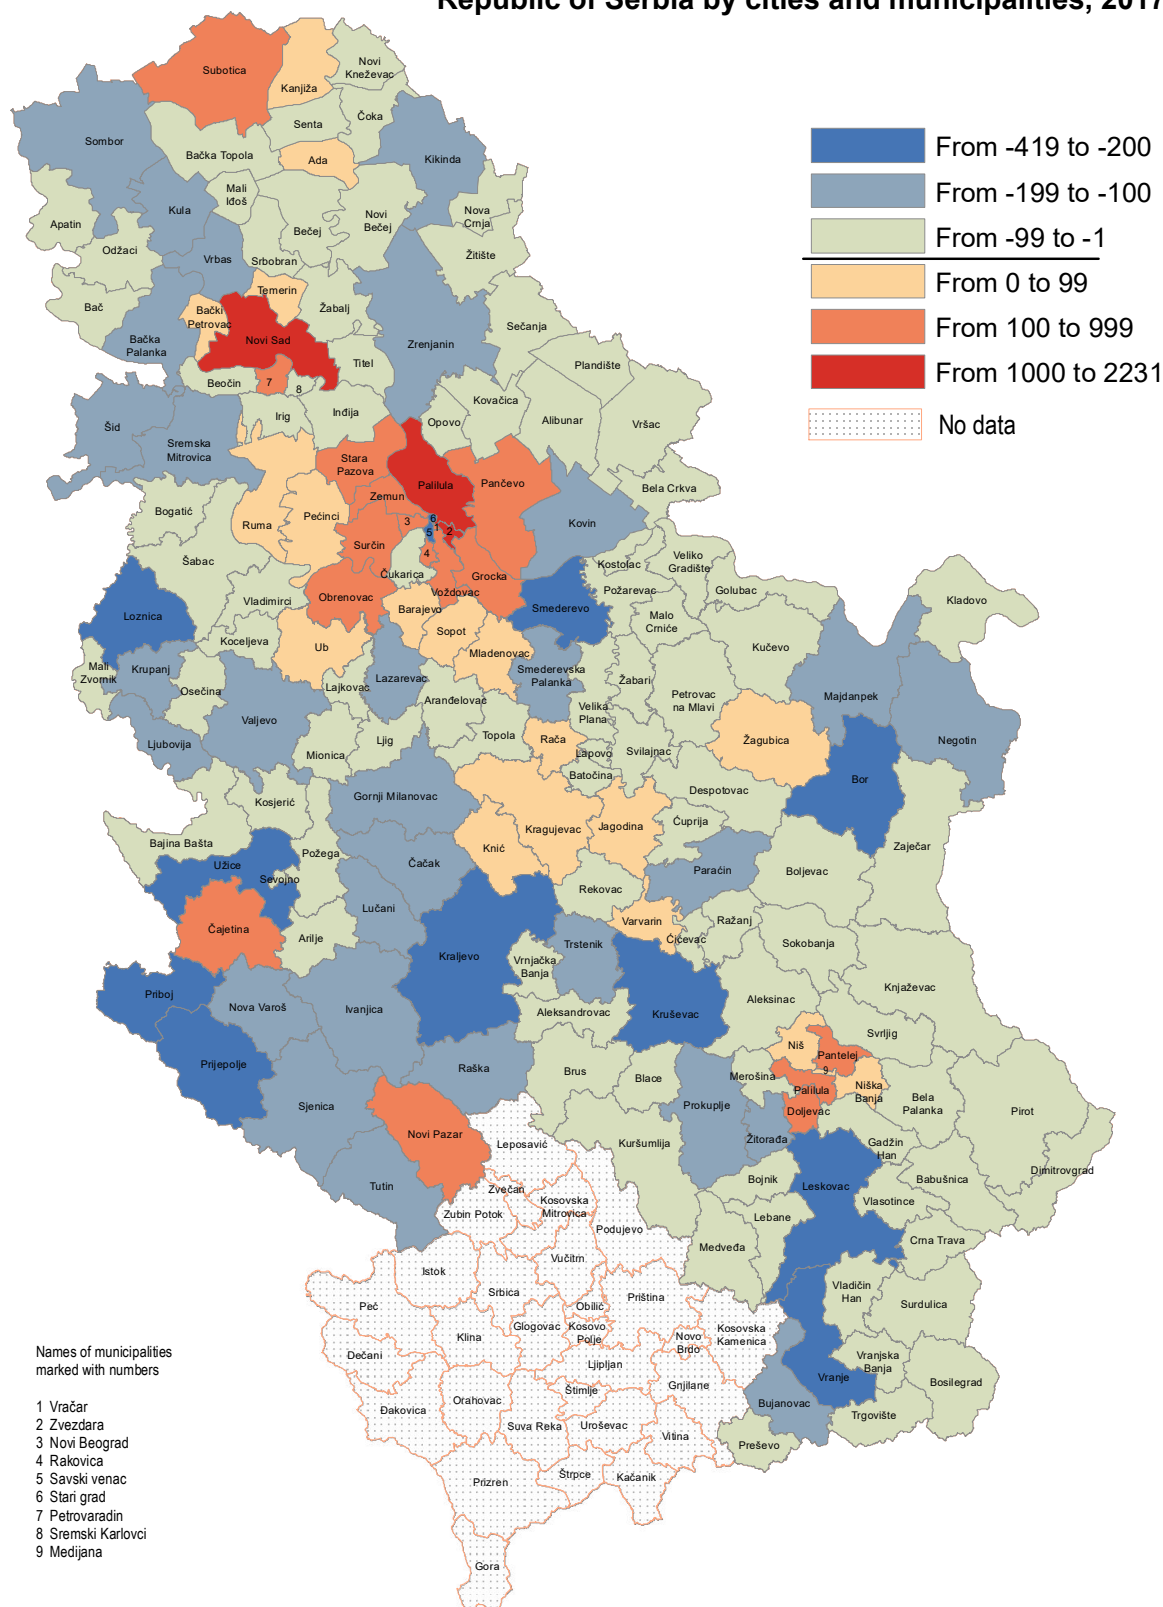 Republic of Serbia by cities and municipalities, 2017
Subotica
Kanjiža
Novi
Kneževac
Sombor
Senta
Čoka
Bačka Topola
Ada
Kikinda
From -419 to -200
From -199 to -100
From -99 to -1
From 0 to 99
From 100 to 999
From 1000 to 2231
No data
Apatin
Kula
Mali
Iđoš
Bečej
Novi
Bečej
Nova
Crnja
Odžaci
Vrbas
Srbobran
Žitište
Bač
Temerin
Bački
Petrovac
Žabalj
Bačka
Palanka
Novi Sad
Zrenjanin
Sečanja
Titel
Plandište
Beočin
7
8
Šid
Sremska
Mitrovica
Irig
Inđija
Opovo
Kovačica
Alibunar
Vršac
Stara
Pazova
Palilula
Pančevo
Bela Crkva
Zemun
Bogatić
Ruma
Pećinci
3
6
1
2
5
4
Surčin
Kovin
Šabac
Čukarica
Grocka
Kostolac
Veliko
Gradište
Vladimirci
Obrenovac
Voždovac
Barajevo
Smederevo
Požarevac
Golubac
Kladovo
Loznica
Koceljeva
Ub
Sopot
Mladenovac
Malo
Crniće
Kučevo
Mali
Zvornik
Krupanj
Osečina
Lajkovac
Lazarevac
Smederevska
Palanka
Žabari
Valjevo
Aranđelovac
Velika
Plana
Petrovac
na Mlavi
Majdanpek
Ljubovija
Mionica
Ljig
Topola
Rača
Lapovo
Svilajnac
Žagubica
Negotin
Batočina
Bor
Kosjerić
Gornji Milanovac
Despotovac
Bajina Bašta
Požega
Knić
Kragujevac
Jagodina
Ćuprija
Zaječar
Užice
Sevojno
Čačak
Paraćin
Boljevac
Lučani
Rekovac
Čajetina
Arilje
Varvarin
Ćićevac
Ražanj
Sokobanja
Kraljevo
Trstenik
Vrnjačka
Banja
Priboj
Nova Varoš
Ivanjica
Aleksandrovac
Kruševac
Aleksinac
Knjaževac
Svrljig
Niš
Pantelej
9
Prijepolje
Raška
Brus
Blace
Merošina
Palilula
Niška
Banja
Bela
Palanka
Pirot
Sjenica
Prokuplje
Doljevac
Novi Pazar
Leposavić
Kuršumlija
Žitorađa
Gadžin
Han
Babušnica
Dimitrovgrad
Tutin
Zvečan
Zubin Potok
Kosovska
Mitrovica
Podujevo
Bojnik
Leskovac
Vlasotince
Lebane
Medveđa
Crna Trava
Istok
Vučitrn
Srbica
Priština
Vladičin
Han
Surdulica
Peć
Klina
Glogovac
Obilić
Kosovo
Polje
Novo
Brdo
Kosovska
Kamenica
Dečani
Ljipljan
Vranje
Vranjska
Banja
Bosilegrad
Đakovica
Orahovac
Štimlje
Gnjilane
Bujanovac
Trgovište
Suva Reka
Uroševac
Vitina
Preševo
Prizren
Štrpce
Kačanik
Gora
Names of municipalities
marked with numbers
1 Vračar
2 Zvezdara
3 Novi Beograd
4 Rakovica
5 Savski venac
6 Stari grad
7 Petrovaradin
8 Sremski Karlovci
9 Medijana